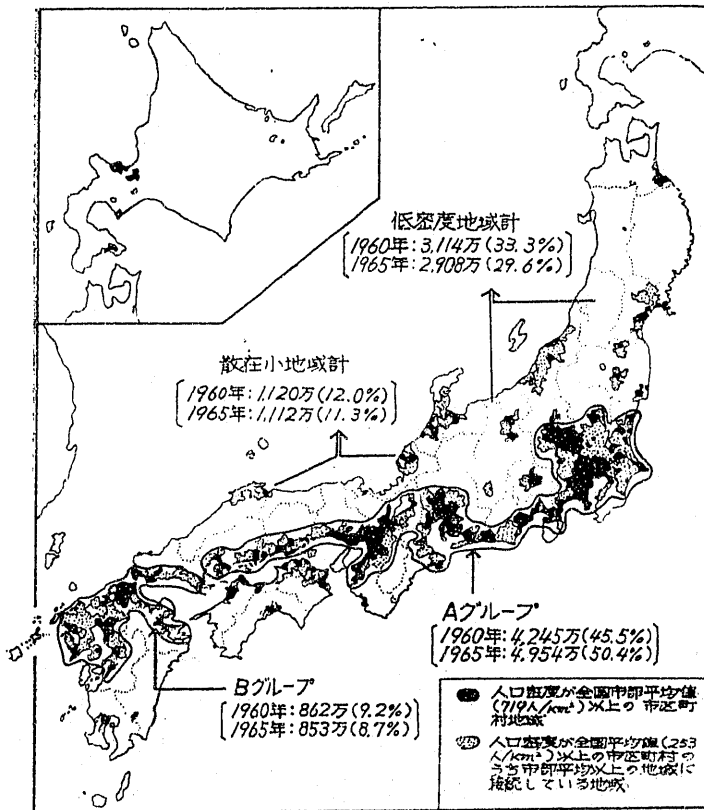 低密度地域計
1960年:3,114万(33.3%)
1965年:2,908万(29.6%)
散在小地域計
1960年:1,120万(12.0%)
1965年:1,112万(11.3%)
Aグループ
1960年:4,245万(45.5%)
1965年:4,954万(50.4%)
Bグループ
1960年:862万(9.2%)
1965年:853万(8.7%)
人口密度が全国市部平均値
(719人/km²)以上の市区町
村地域
人口密度が全国平均値(253
人/km²)以上の市区町村の
うち市部平均以上の地域に
接続している地域